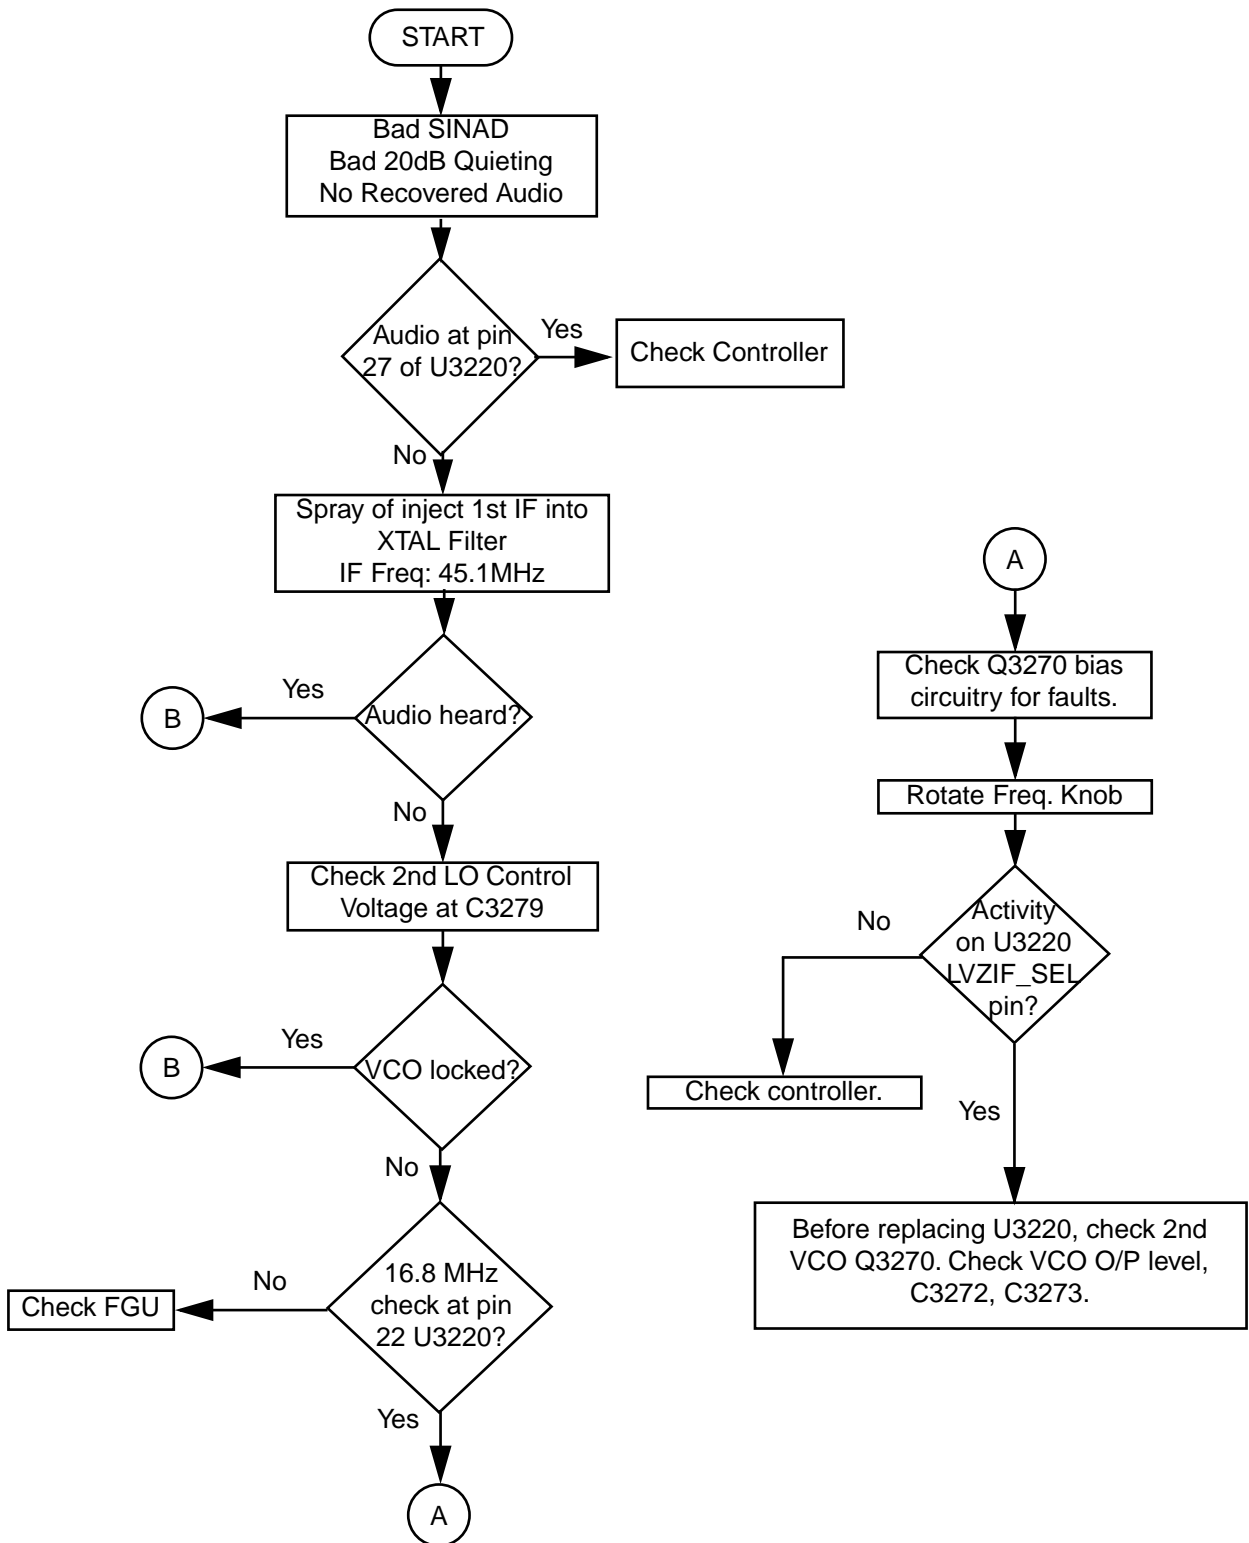 START
Bad SINAD
Bad 20dB Quieting
No Recovered Audio
Audio at pin
27 of U3220?
Yes
Check Controller
No
Spray of inject 1st IF into
XTAL Filter
IF Freq: 45.1MHz
Audio heard?
Yes
B
No
Check 2nd LO Control
Voltage at C3279
VCO locked?
Yes
B
No
16.8 MHz
check at pin
22 U3220?
No
Check FGU
Yes
A
A
Check Q3270 bias
circuitry for faults.
Rotate Freq. Knob
Activity
on U3220
LVZIF_SEL
pin?
No
Check controller.
Yes
Before replacing U3220, check 2nd
VCO Q3270. Check VCO O/P level,
C3272, C3273.